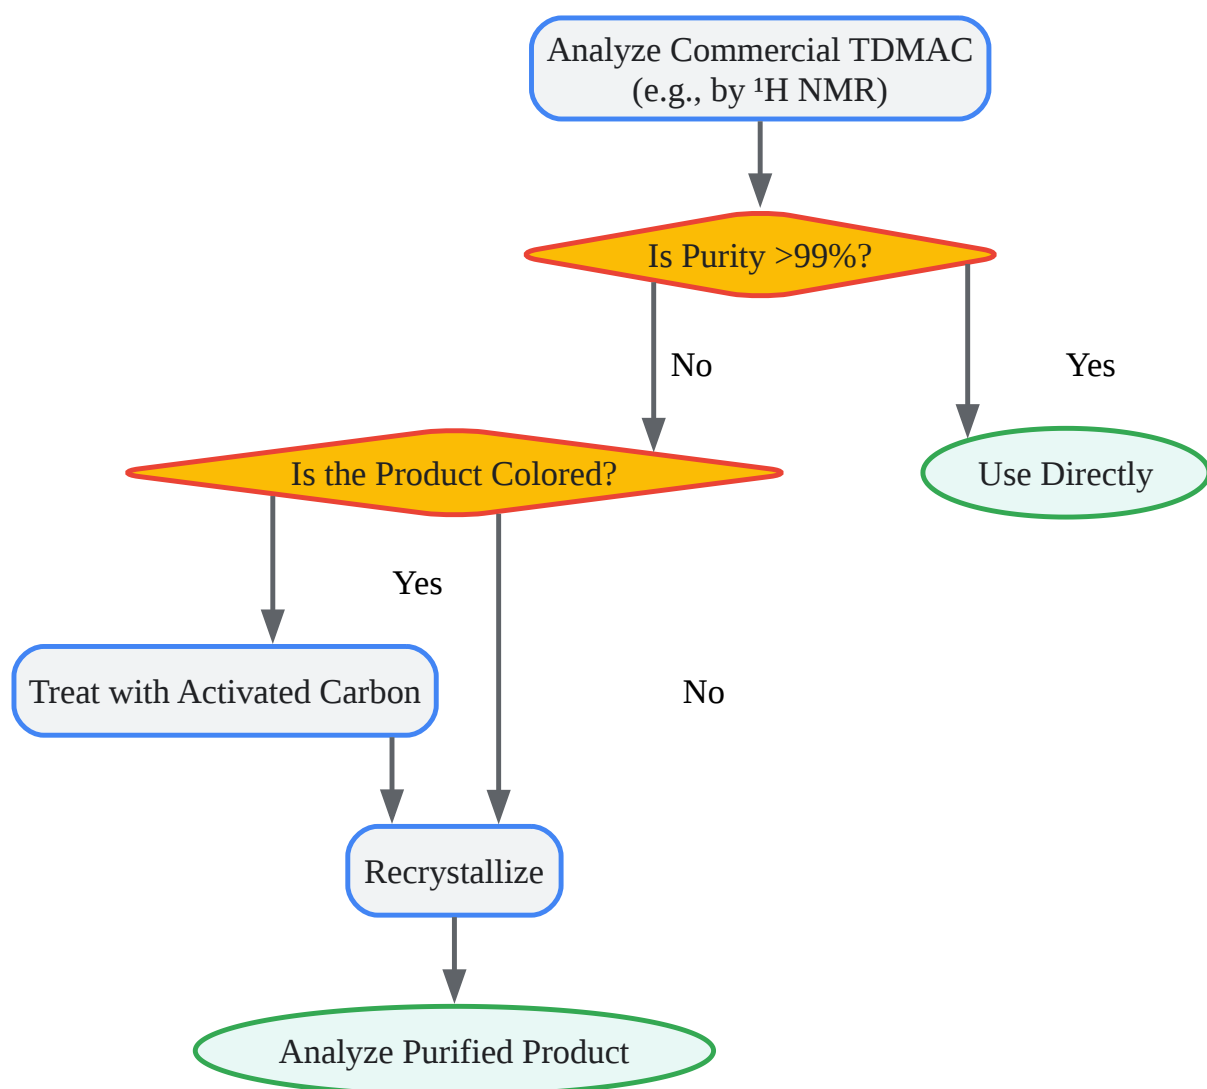 Analyze Commercial TDMAC
(e.g., by ¹H NMR)
Is Purity >99%?
No
Yes
Is the Product Colored?
Use Directly
Yes
Treat with Activated Carbon
No
Recrystallize
Analyze Purified Product